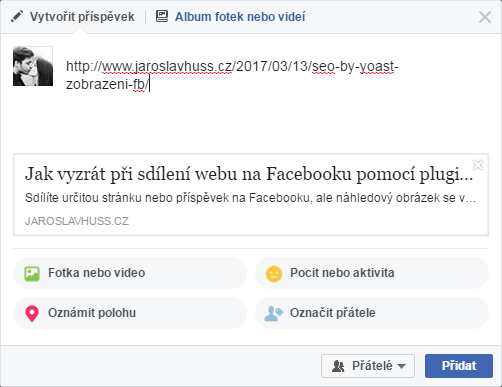 Vytvořit příspěvek
Album fotek nebo videí
http://www.jaroslavhuss.cz/2017/03/13/seo-by-yoast-
zobrazeni-fb/
Jak vyzrát při sdílení webu na Facebooku pomocí plugi...
Sdílíte určitou stránku nebo příspěvek na Facebooku, ale náhledový obrázek se v...
JAROSLAVHUSS.CZ
Fotka nebo video
Pocit nebo aktivita
Oznámit polohu
Označit přátele
Přátelé
Přidat